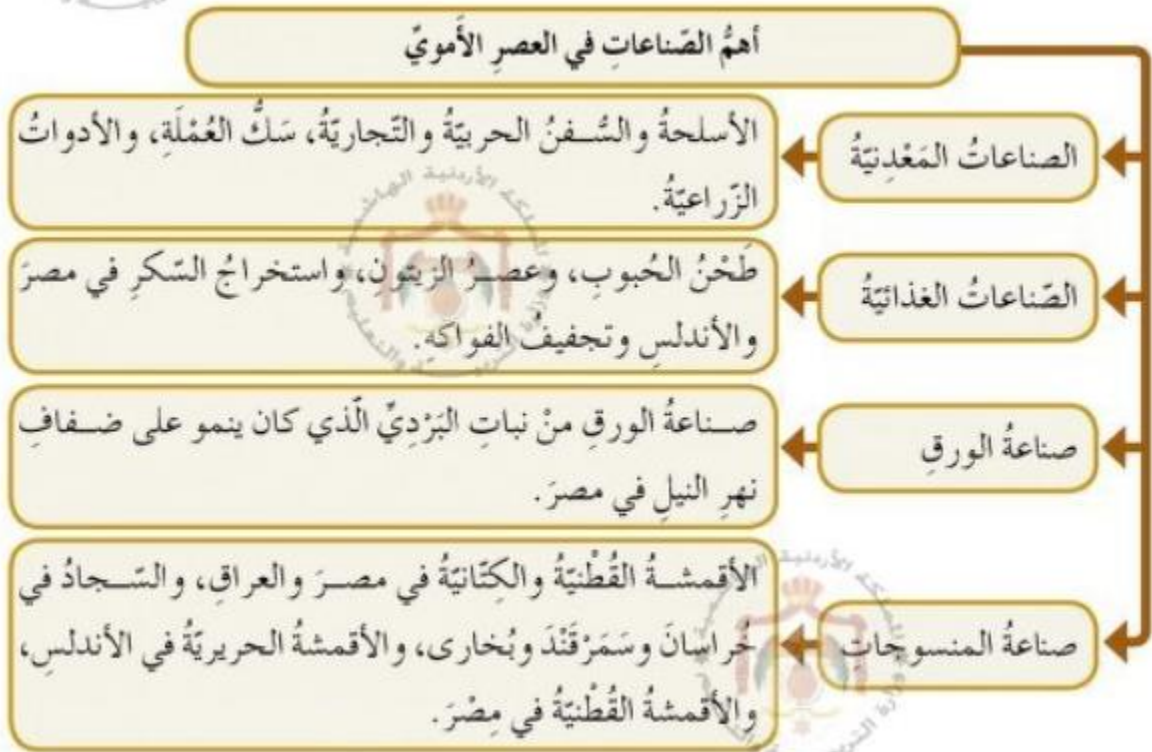 أهمُّ الصّناعاتِ في العصرِ الأمويّ
الصناعاتُ المَعْدِنيّةُ
الأسلحةُ والسُّفنُ الحربيّةُ والتّجاريّةُ، سَكُّ العُمْلَةِ، والأدواتُ
الزّراعيّةُ.
الصّناعاتُ الغذائيّةُ
طَحْنُ الحُبوبِ، وعصرُ الزيتونِ، واستخراجُ السّكرِ في مصرَ
والأندلسِ وتجفيفُ الفواكه.
صناعةُ الورقِ
صناعةُ الورقِ منْ نباتِ البَرْدِيِّ الّذي كان ينمو على ضفافِ
نهرِ النيلِ في مصرَ.
صناعةُ المنسوجاتِ
الأقمشةُ القُطْنيّةُ والكِتّانيّةُ في مصرَ والعراقِ، والسّجادُ في
خُراسانَ وسَمَرْقَنْدَ وبُخارى، والأقمشةُ الحريريّةُ في الأندلسِ،
والأقمشةُ القُطْنيّةُ في مِصْرَ.